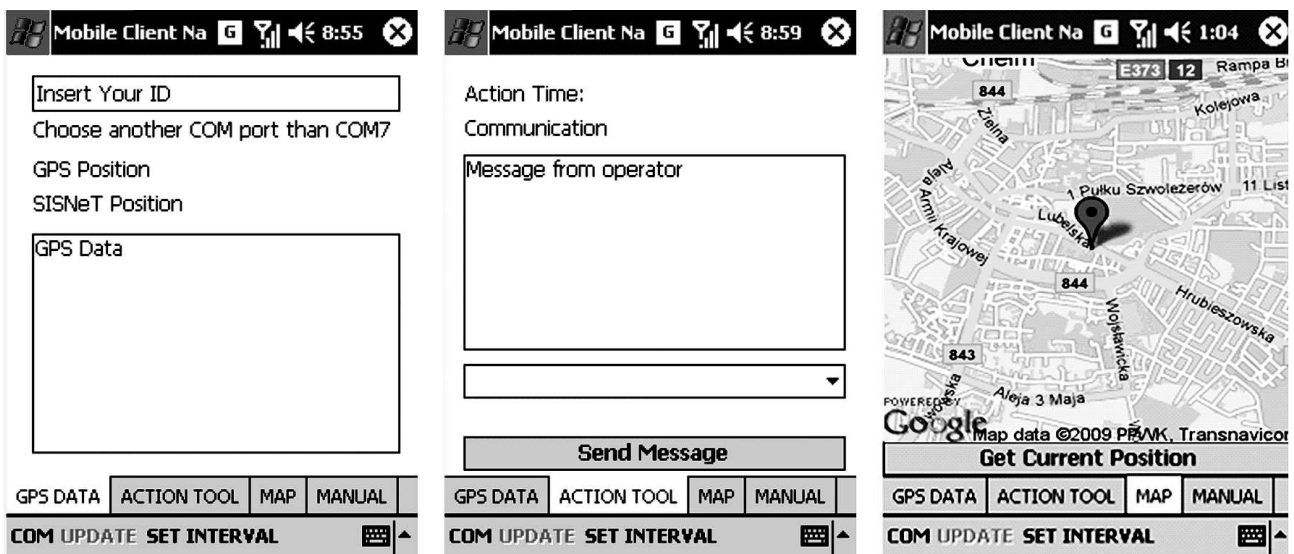 Mobile Client Na G 8:55
Insert Your ID
Choose another COM port than COM7
GPS Position
SISNeT Position
GPS Data
GPS DATA ACTION TOOL MAP MANUAL
COM UPDATE SET INTERVAL
Mobile Client Na G 8:59
Action Time:
Communication
Message from operator
Send Message
GPS DATA ACTION TOOL MAP MANUAL
COM UPDATE SET INTERVAL
Mobile Client Na G 1:04
Chełm
E373 12 Rampa B
844
Kolejowa
Zielna
Aleja
Armii Krajowej
1 Pułku Szwoleżerów
11 List
Lubelska
844
Hrubieszowska
Wojsławicka
843
Aleja 3 Maja
POWERED BY
Google
Map data ©2009 PPWK, Transnavicom
Get Current Position
GPS DATA ACTION TOOL MAP MANUAL
COM UPDATE SET INTERVAL